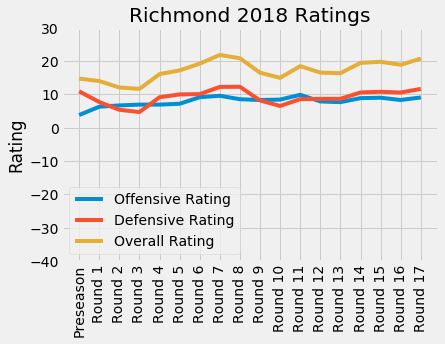 Richmond 2018 Ratings
30
20
10
0
−10
−20
−30
−40
Rating
Offensive Rating
Defensive Rating
Overall Rating
Preseason
Round 1
Round 2
Round 3
Round 4
Round 5
Round 6
Round 7
Round 8
Round 9
Round 10
Round 11
Round 12
Round 13
Round 14
Round 15
Round 16
Round 17